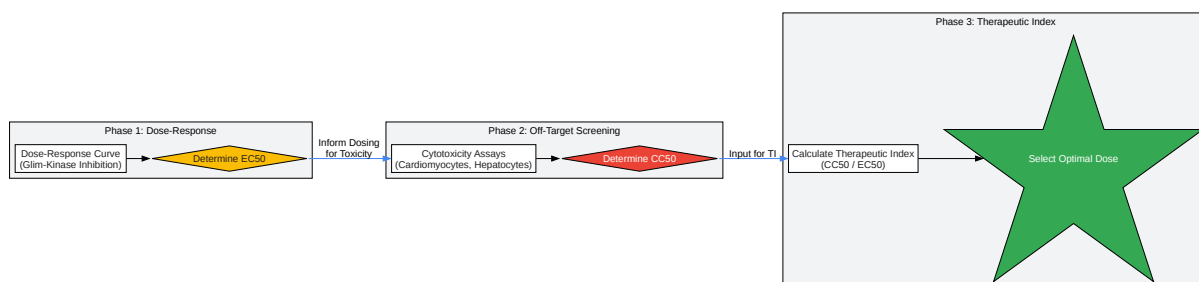 Phase 1: Dose-Response
Dose-Response Curve
(Glim-Kinase Inhibition)
Determine EC50
Inform Dosing
for Toxicity
Phase 2: Off-Target Screening
Cytotoxicity Assays
(Cardiomyocytes, Hepatocytes)
Determine CC50
Input for TI
Phase 3: Therapeutic Index
Calculate Therapeutic Index
(CC50 / EC50)
Select Optimal Dose